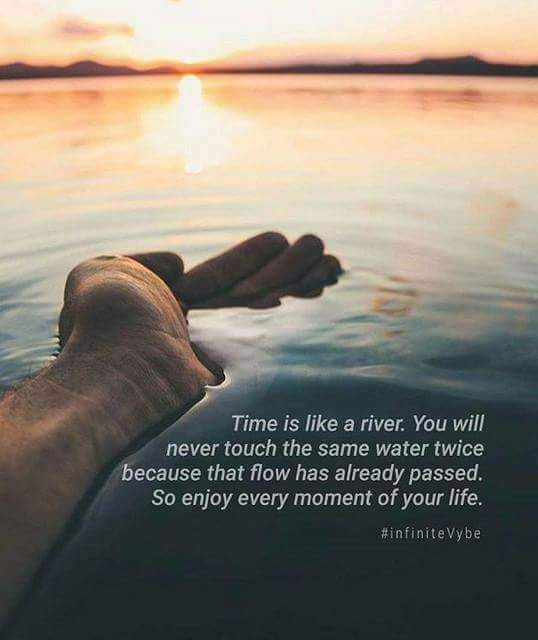 Time is like a river. You will
never touch the same water twice
because that flow has already passed.
So enjoy every moment of your life.
#infiniteVybe